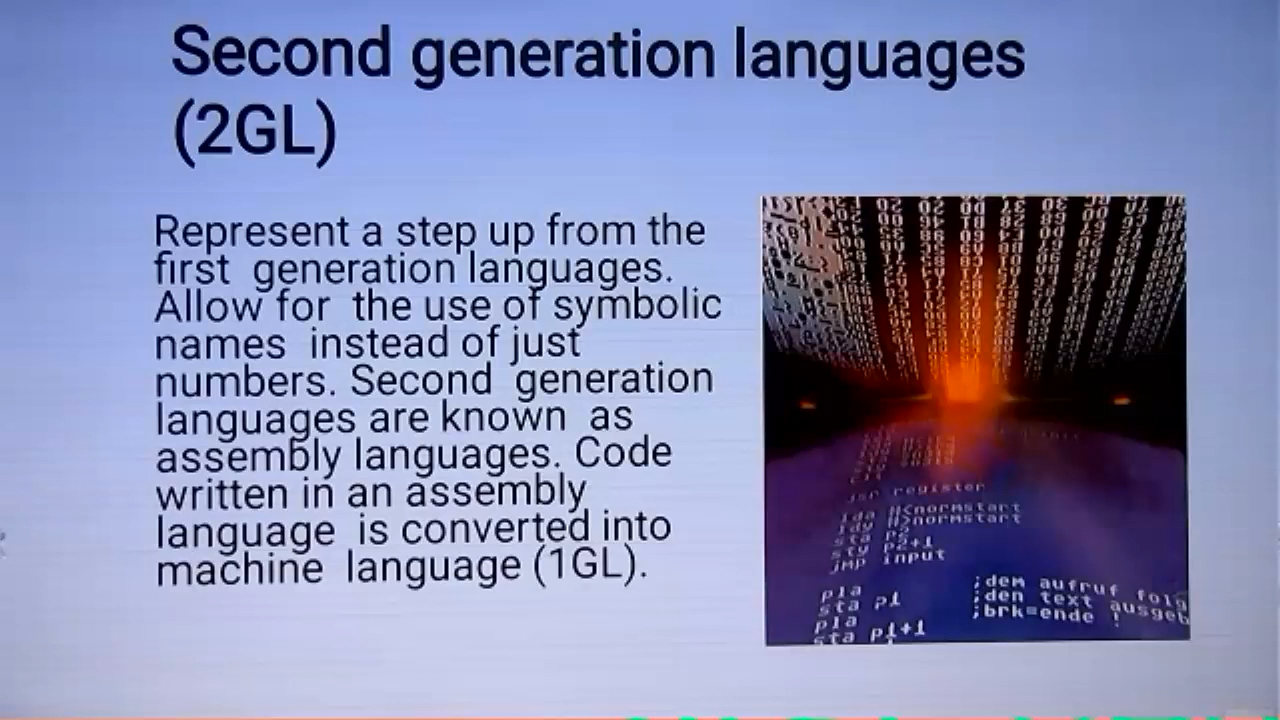 Second generation languages
(2GL)
Represent a step up from the
first generation languages.
Allow for the use of symbolic
names instead of just
numbers. Second generation
languages are known as
assembly languages. Code
written in an assembly
language is converted into
machine language (1GL).
jsr register
lda #<normstart
ldy #>normstart
sta p2
sty p2+1
jmp input
pla
sta p1
pla
sta p1+1
;dem aufruf folg
;den text ausgeb
;brk=ende !